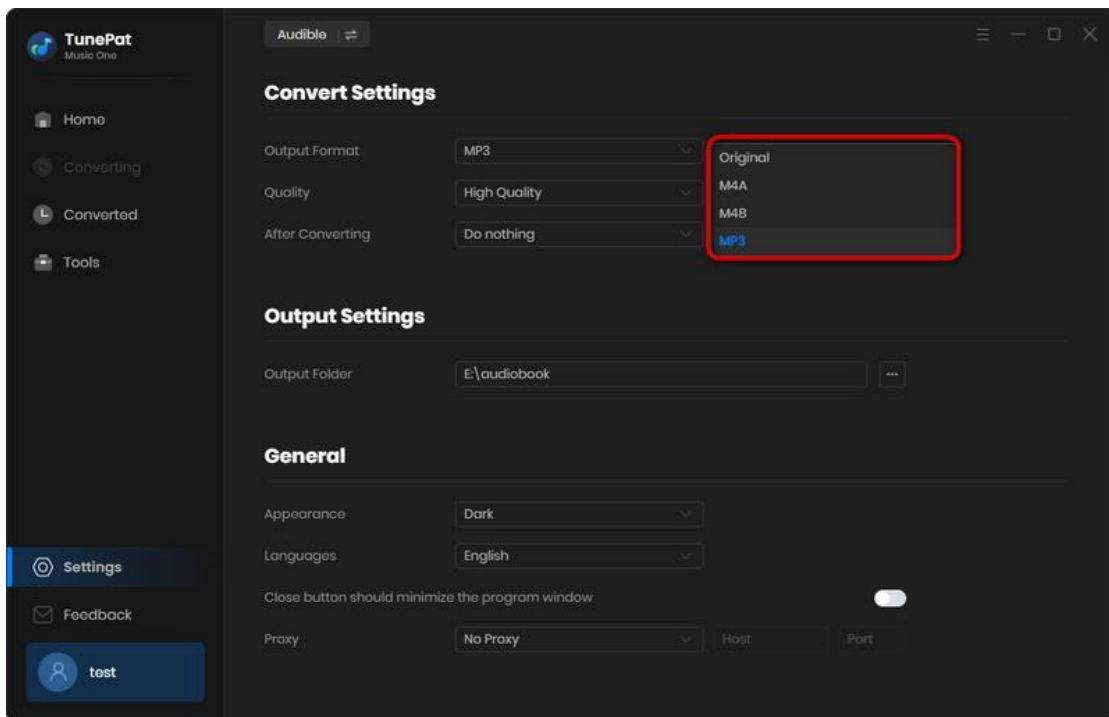 TunePat
Music One
Audible
Home
Converting
Converted
Tools
Convert Settings
Output Format MP3
Quality High Quality
After Converting Do nothing
Original
M4A
M4B
MP3
Output Settings
Output Folder E:\audiobook ...
General
Appearance Dark
Languages English
Close button should minimize the program window
Proxy No Proxy Host Port
Settings
Feedback
test